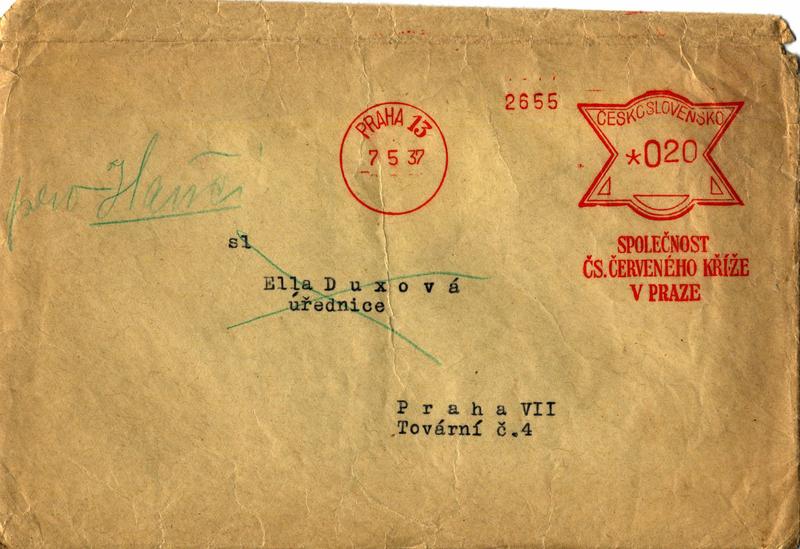 2655
ČESKOSLOVENSKO
PRAHA 13
7 5 37
*020
SPOLEČNOST
ČS. ČERVENÉHO KŘÍŽE
V PRAZE
pro Hančí
sl
Ella D u x o v á
úřednice
P r a h a VII
Tovární č.4